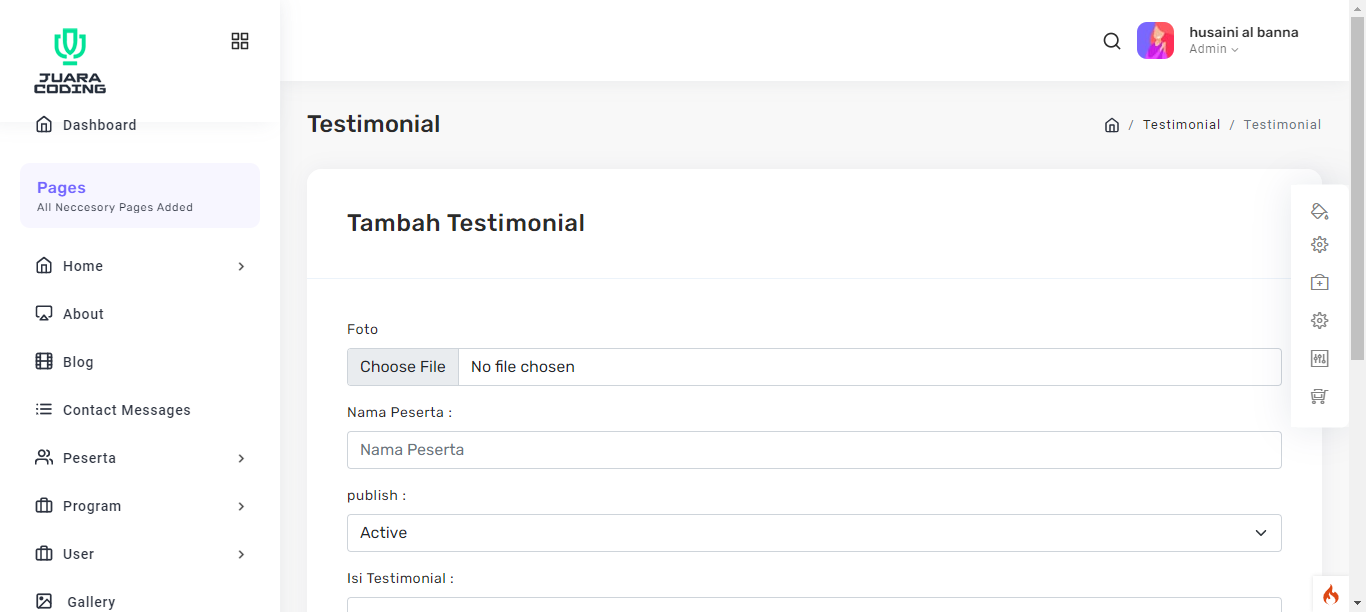 JUARA
CODING
husaini al banna
Admin
Dashboard
Pages
All Neccesory Pages Added
Home
About
Blog
Contact Messages
Peserta
Program
User
Gallery
Testimonial
/ Testimonial / Testimonial
Tambah Testimonial
Foto
Choose File No file chosen
Nama Peserta :
Nama Peserta
publish :
Active
Isi Testimonial :